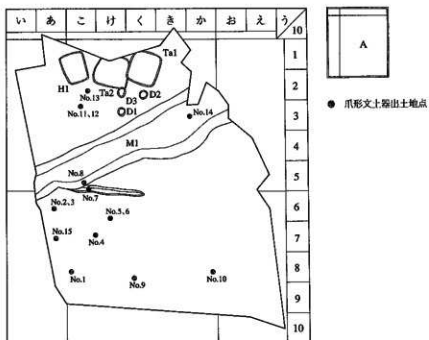 い あ こ け く き か お え う 10
1
2
3
4
5
6
7
8
9
10
Ta1
H1
Ta2
D3
D2
D1
No.13
No.11、12
No.14
M1
No.8
No.7
No.2、3
No.5、6
No.15
No.4
No.1
No.9
No.10
A
● 爪形文土器出土地点